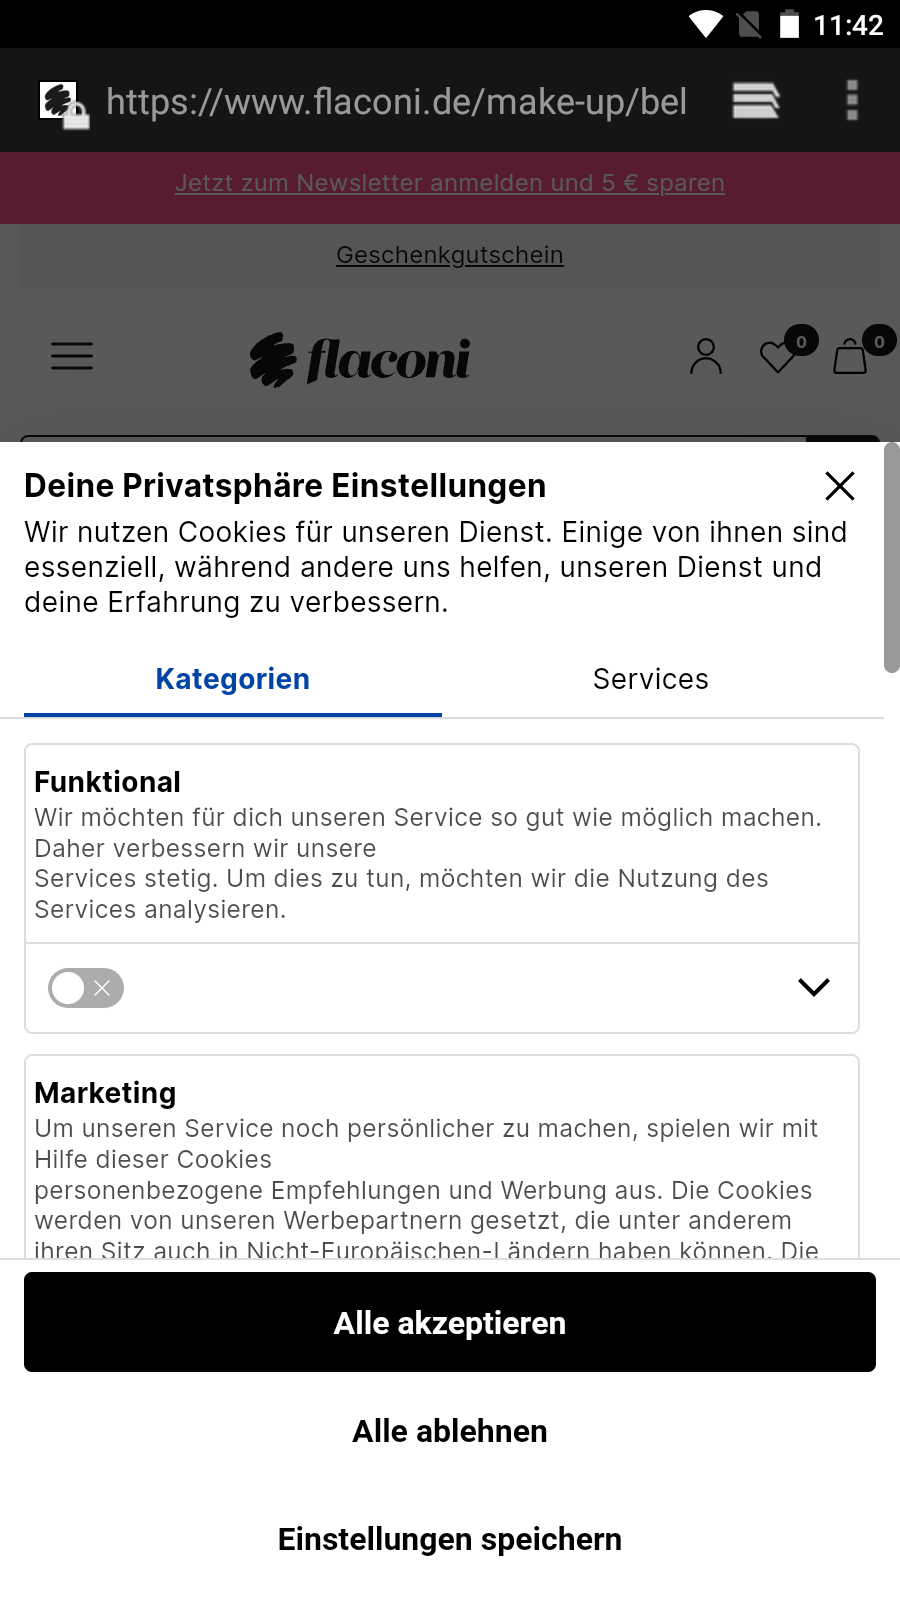 11:42
https://www.flaconi.de/make-up/bel
Jetzt zum Newsletter anmelden und 5 € sparen
Geschenkgutschein
flaconi
0
0
Deine Privatsphäre Einstellungen
Wir nutzen Cookies für unseren Dienst. Einige von ihnen sind
essenziell, während andere uns helfen, unseren Dienst und
deine Erfahrung zu verbessern.
Kategorien
Services
Funktional
Wir möchten für dich unseren Service so gut wie möglich machen.
Daher verbessern wir unsere
Services stetig. Um dies zu tun, möchten wir die Nutzung des
Services analysieren.
Marketing
Um unseren Service noch persönlicher zu machen, spielen wir mit
Hilfe dieser Cookies
personenbezogene Empfehlungen und Werbung aus. Die Cookies
werden von unseren Werbepartnern gesetzt, die unter anderem
ihren Sitz auch in Nicht-Europäischen-Ländern haben können. Die
Alle akzeptieren
Alle ablehnen
Einstellungen speichern